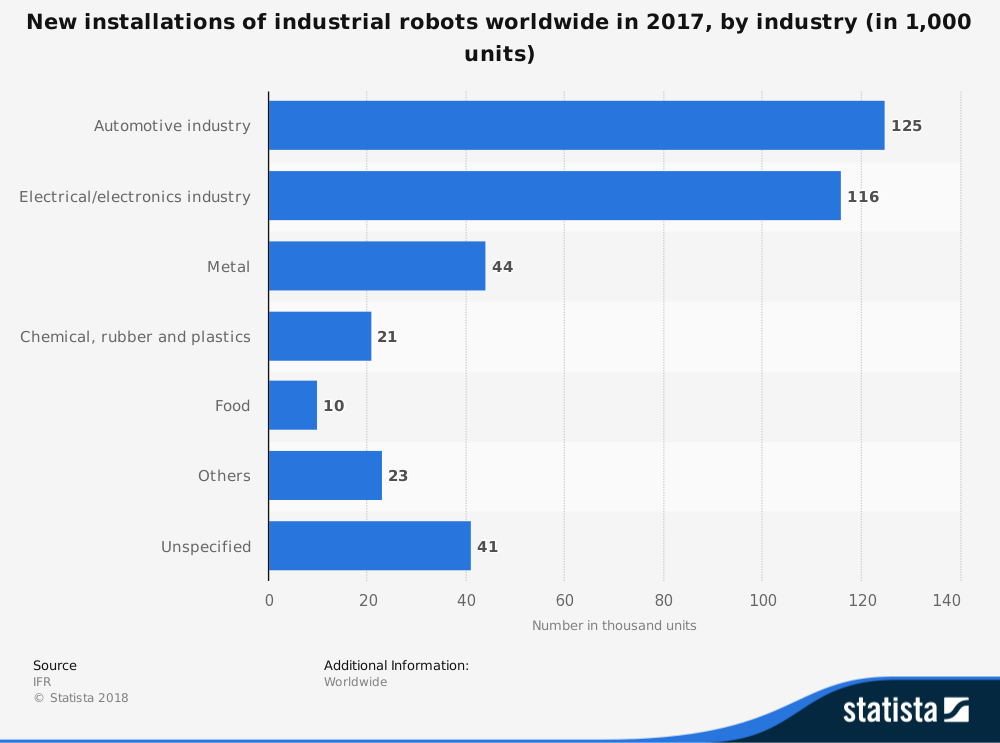 New installations of industrial robots worldwide in 2017, by industry (in 1,000
units)
Automotive industry 125
Electrical/electronics industry 116
Metal 44
Chemical, rubber and plastics 21
Food 10
Others 23
Unspecified 41
0 20 40 60 80 100 120 140
Number in thousand units
Source
IFR
© Statista 2018
Additional Information:
Worldwide
statista